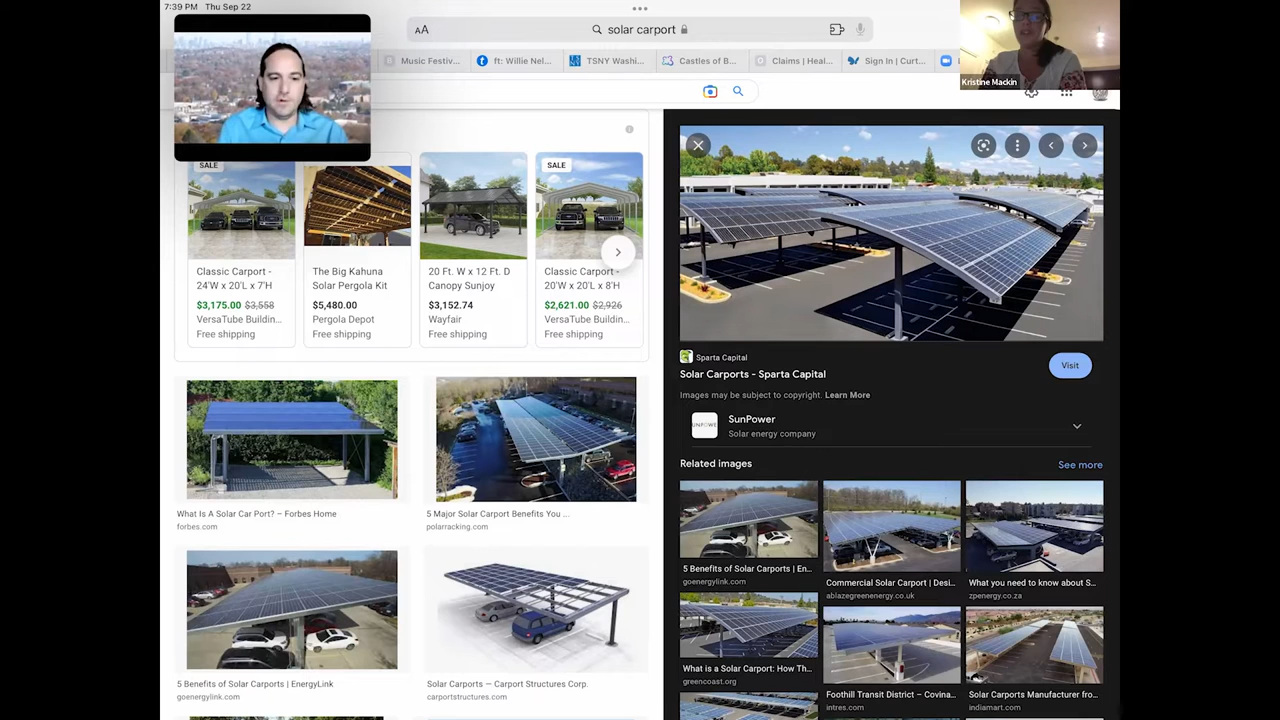 7:39 PM Thu Sep 22
AA
solar carport
Music Festiv...
ft: Willie Nel...
TSNY Washi...
Castles of B...
Claims | Heal...
Sign In | Curt...
Kristine Mackin
SALE
SALE
Classic Carport -
24'W x 20'L x 7'H
$3,175.00 $3,558
VersaTube Buildin...
Free shipping
The Big Kahuna
Solar Pergola Kit
$5,480.00
Pergola Depot
Free shipping
20 Ft. W x 12 Ft. D
Canopy Sunjoy
$3,152.74
Wayfair
Free shipping
Classic Carport -
20'W x 20'L x 8'H
$2,621.00 $2,926
VersaTube Buildin...
Free shipping
What Is A Solar Car Port? – Forbes Home
forbes.com
5 Major Solar Carport Benefits You ...
polarracking.com
5 Benefits of Solar Carports | EnergyLink
goenergylink.com
Solar Carports — Carport Structures Corp.
carportstructures.com
Sparta Capital
Solar Carports - Sparta Capital
Visit
Images may be subject to copyright. Learn More
SunPower
Solar energy company
Related images
See more
5 Benefits of Solar Carports | En...
goenergylink.com
Commercial Solar Carport | Desi...
ablazegreenenergy.co.uk
What you need to know about S...
zpenergy.co.za
What is a Solar Carport: How Th...
greencoast.org
Foothill Transit District – Covina...
intres.com
Solar Carports Manufacturer fro...
indiamart.com